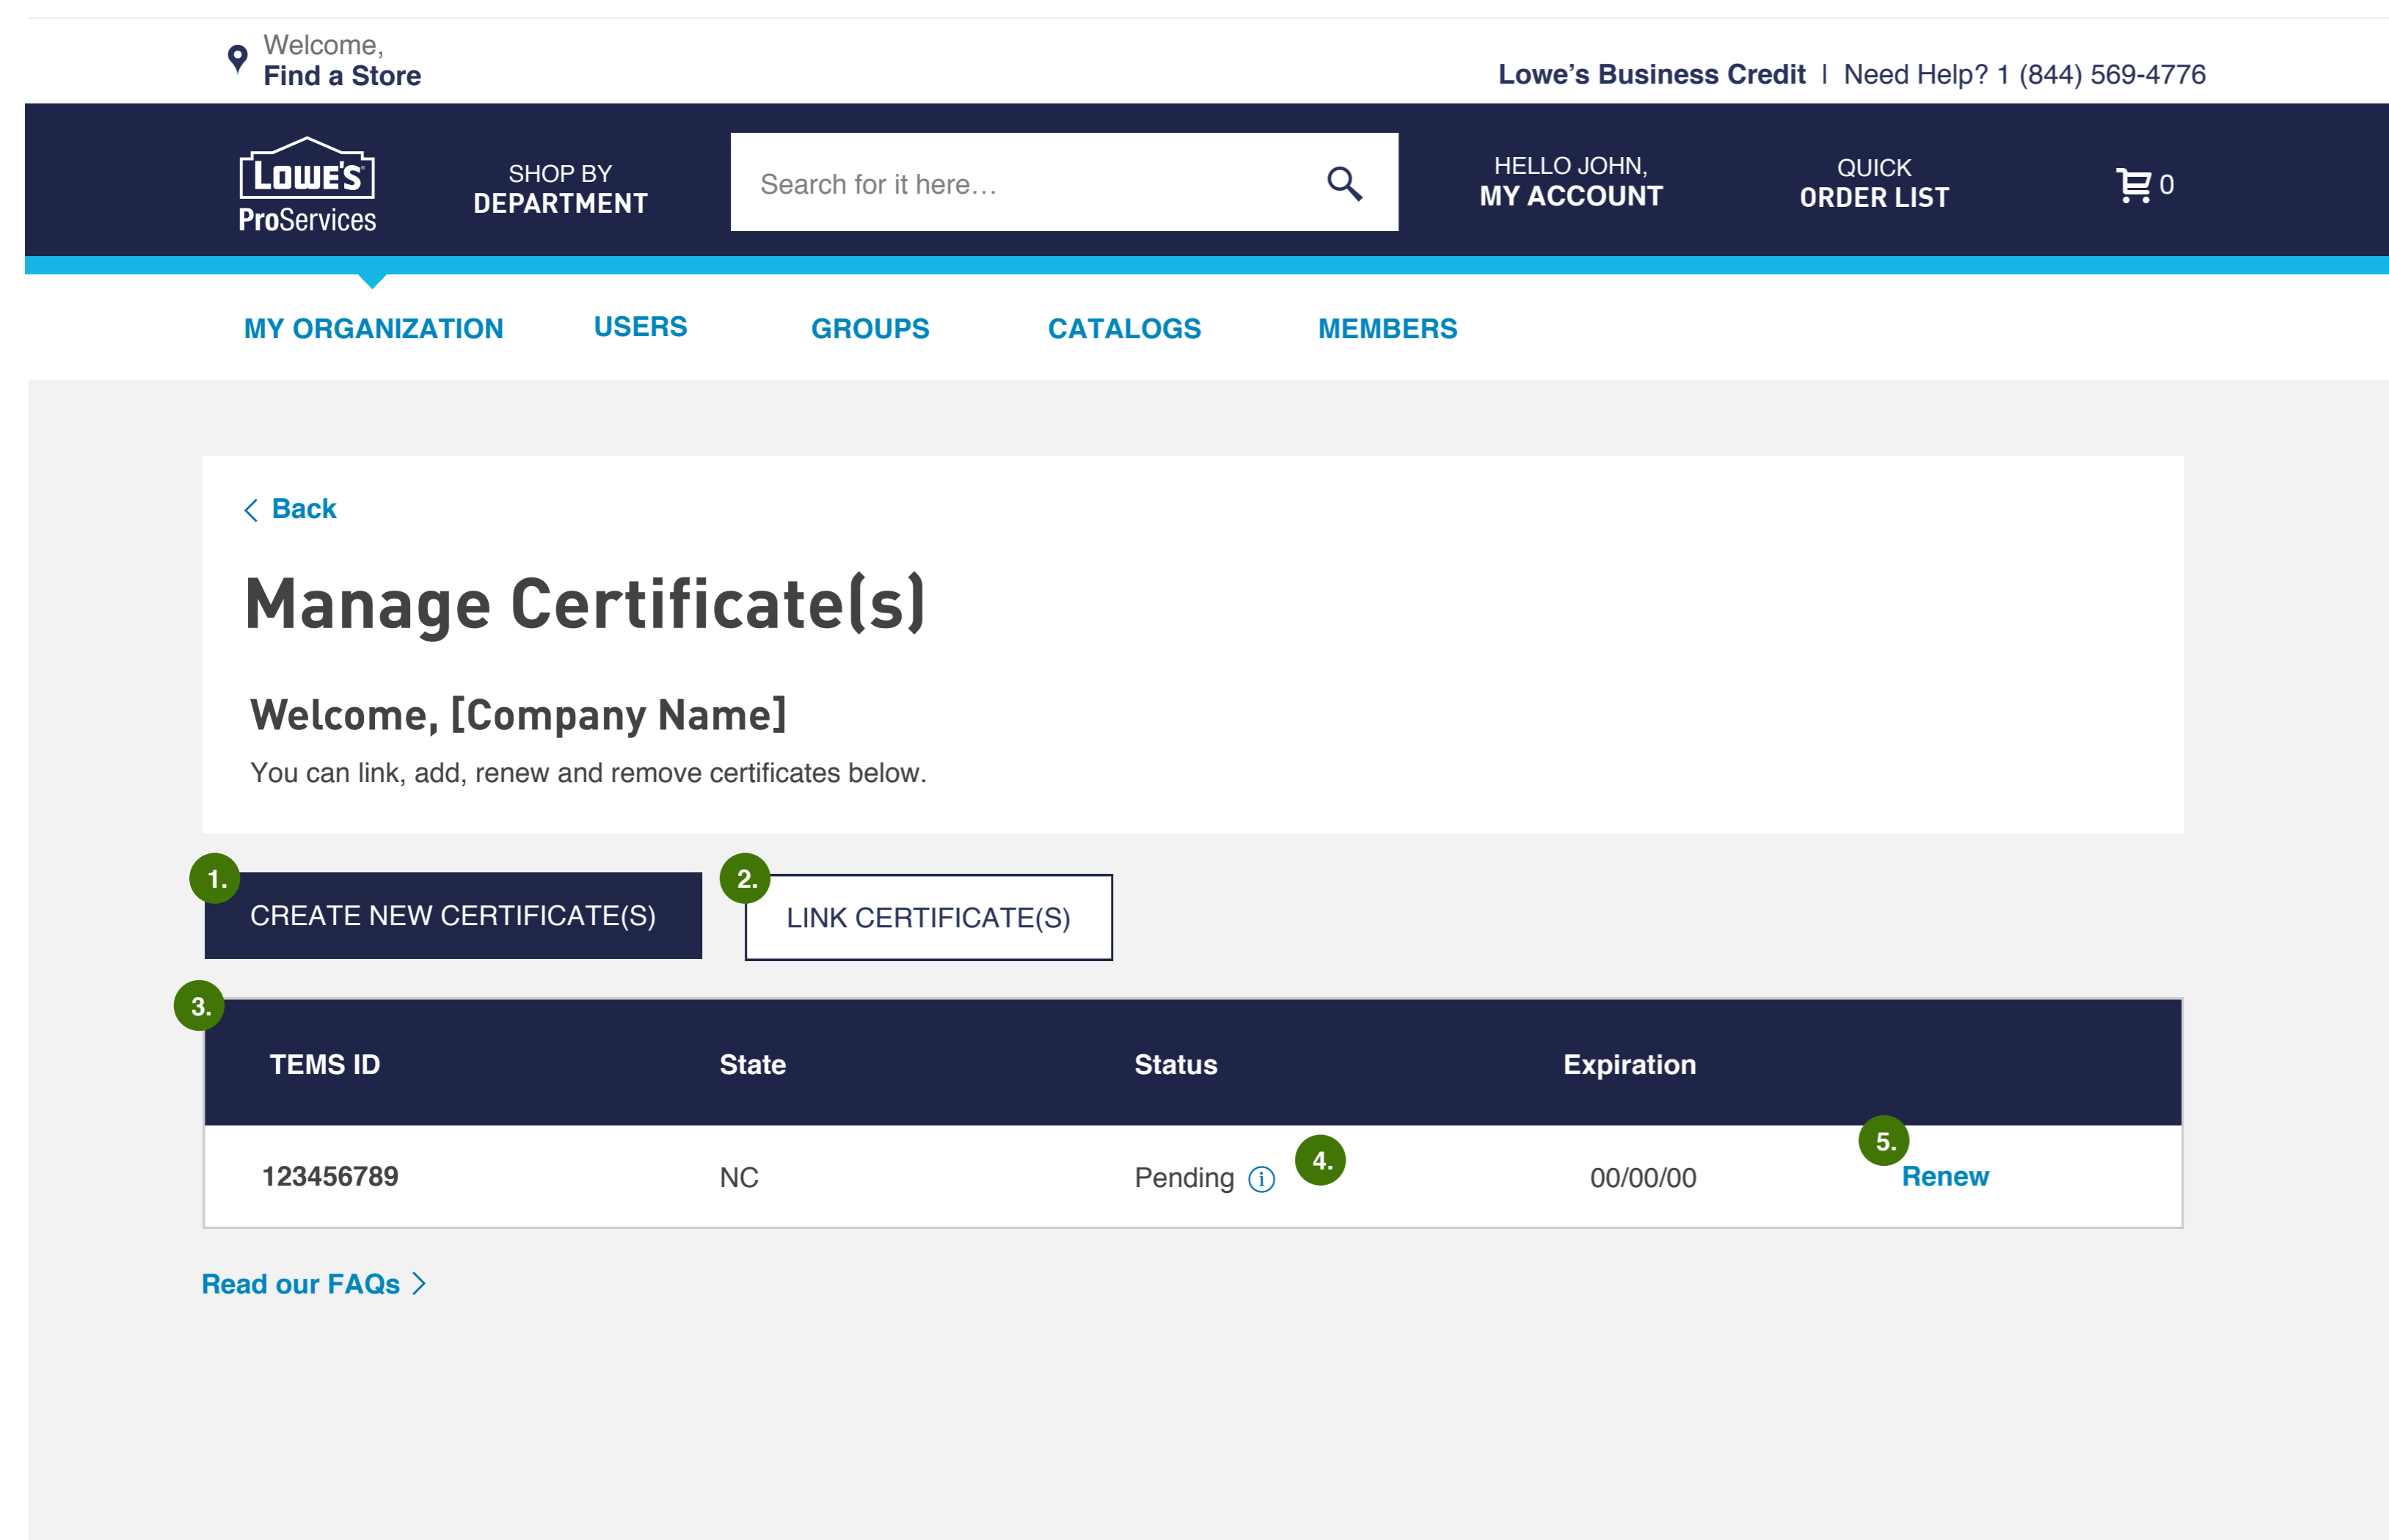 Welcome,
Find a Store
Lowe’s Business Credit | Need Help? 1 (844) 569-4776
LOWE'S
ProServices
SHOP BY
DEPARTMENT
Search for it here…
HELLO JOHN,
MY ACCOUNT
QUICK
ORDER LIST
0
MY ORGANIZATION
USERS
GROUPS
CATALOGS
MEMBERS
Back
Manage Certificate(s)
Welcome, [Company Name]
You can link, add, renew and remove certificates below.
1.
CREATE NEW CERTIFICATE(S)
2.
LINK CERTIFICATE(S)
3.
TEMS ID State Status Expiration
123456789 NC Pending i 4. 00/00/00 5. Renew
Read our FAQs